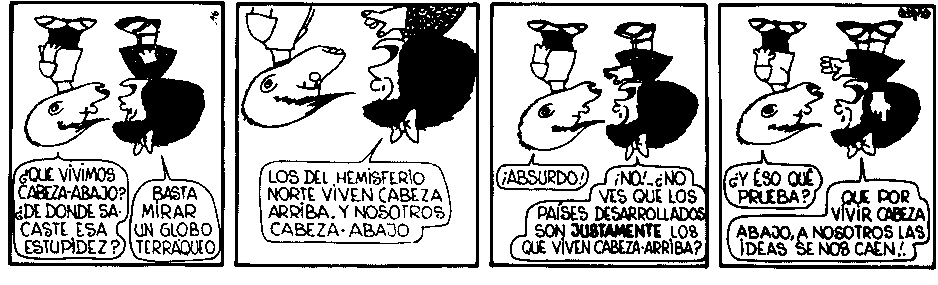 ¿QUE VIVIMOS
CABEZA-ABAJO?
¿DE DONDE SA-
CASTE ESA
ESTUPIDEZ?
BASTA
MIRAR
UN GLOBO
TERRAQUEO
LOS DEL HEMISFERIO
NORTE VIVEN CABEZA
ARRIBA. Y NOSOTROS
CABEZA-ABAJO
¡ABSURDO!
¡NO!..¿NO
VES QUE LOS
PAÍSES DESARROLLADOS
SON JUSTAMENTE LOS
QUE VIVEN CABEZA-ARRIBA?
¿Y ÉSO QUÉ
PRUEBA?
QUE POR
VIVIR CABEZA
ABAJO, A NOSOTROS LAS
IDEAS SE NOS CAEN!.